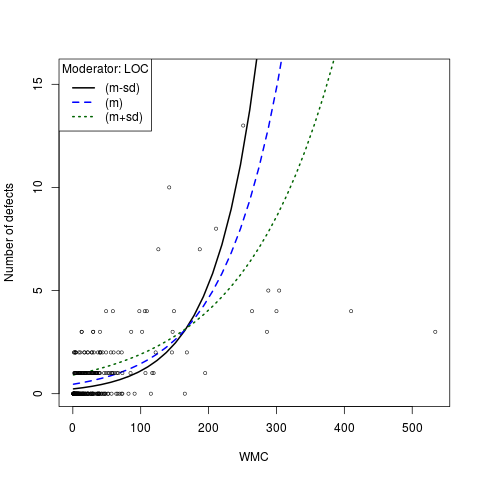 Moderator: LOC
(m-sd)
(m)
(m+sd)
Number of defects
15
10
5
0
0 100 200 300 400 500
WMC